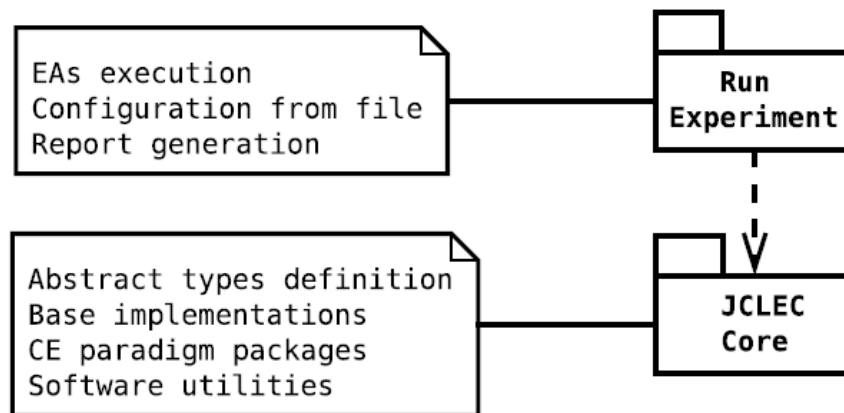 EAs execution
Configuration from file
Report generation
Run
Experiment
Abstract types definition
Base implementations
CE paradigm packages
Software utilities
JCLEC
Core